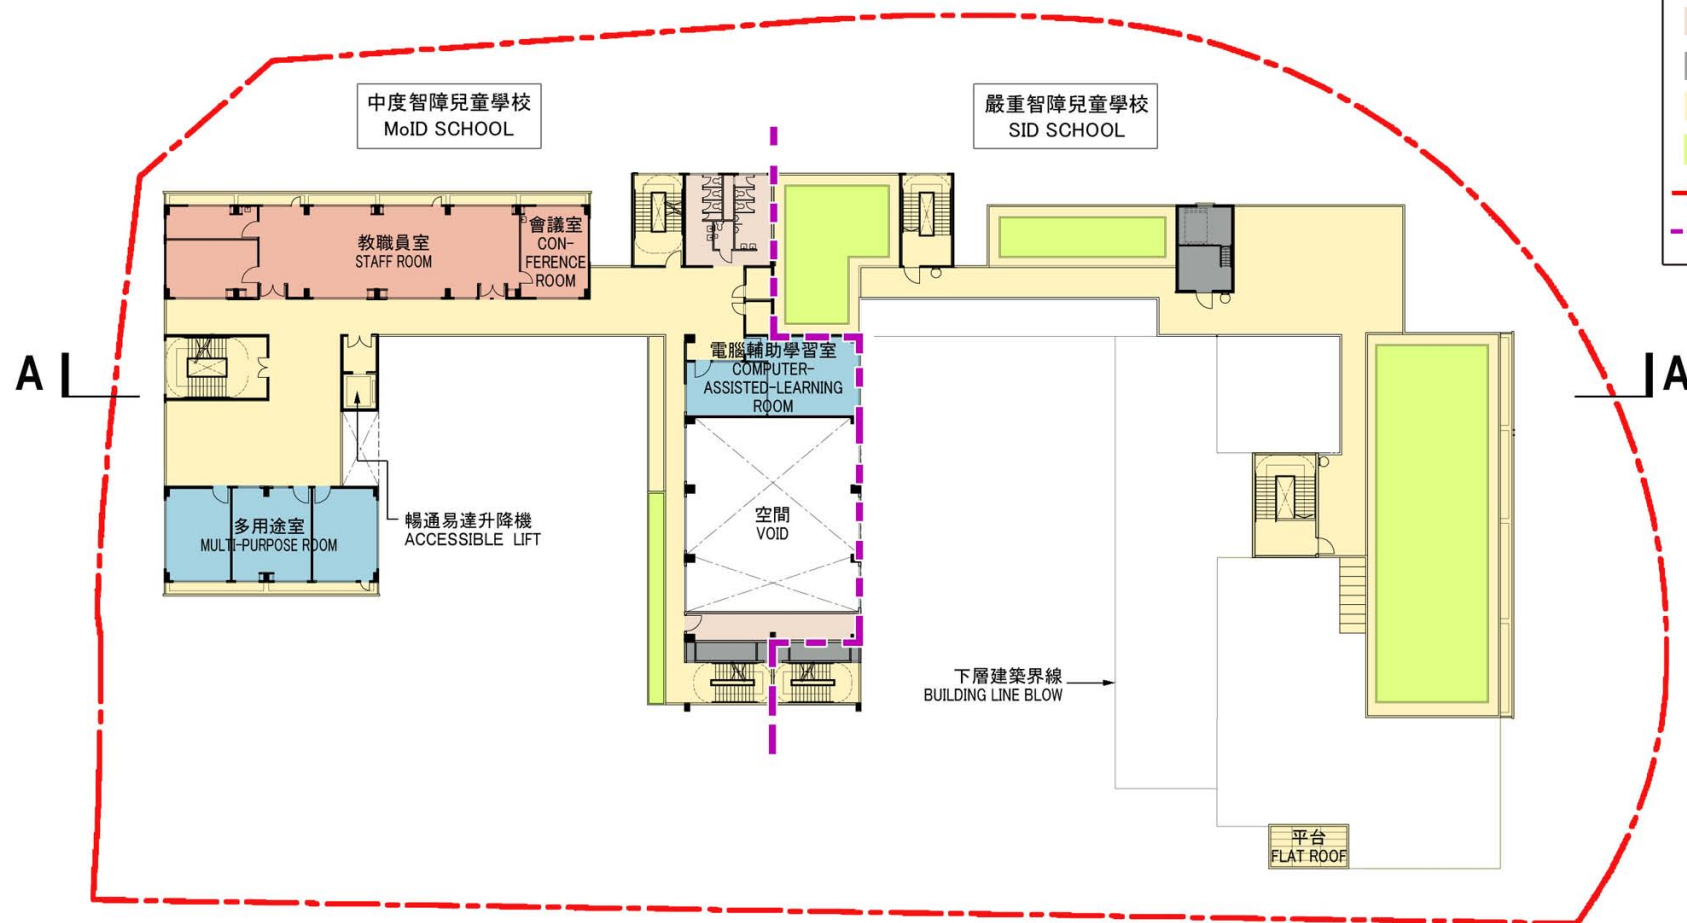 中度智障兒童學校
MoID SCHOOL
嚴重智障兒童學校
SID SCHOOL
教職員室
STAFF ROOM
會議室
CON-
FERENCE
ROOM
電腦輔助學習室
COMPUTER-
ASSISTED-LEARNING
ROOM
A
A
多用途室
MULTI-PURPOSE ROOM
暢通易達升降機
ACCESSIBLE LIFT
空間
VOID
下層建築界線
BUILDING LINE BLOW
平台
FLAT ROOF